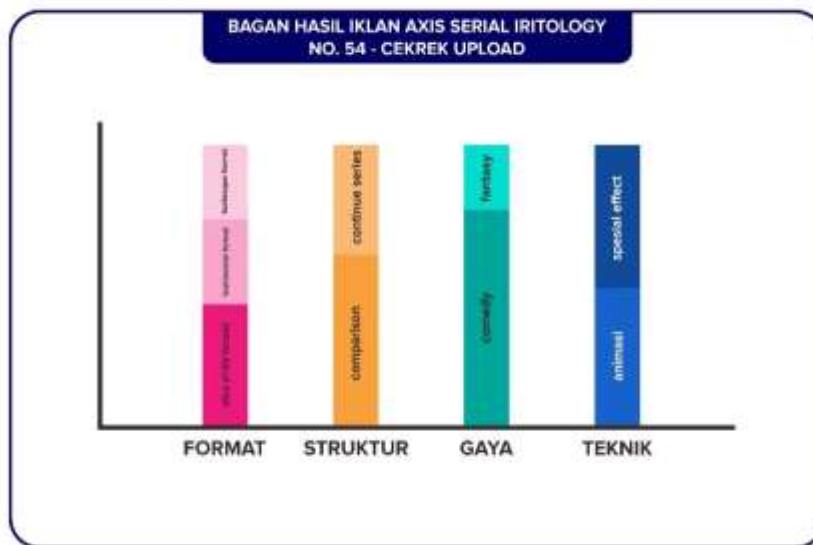 BAGAN HASIL IKLAN AXIS SERIAL IRITOLOGY
NO. 54 - CEKREK UPLOAD
continue series
comparison
fantasy
comedy
spesial effect
animasi
FORMAT
STRUKTUR
GAYA
TEKNIK